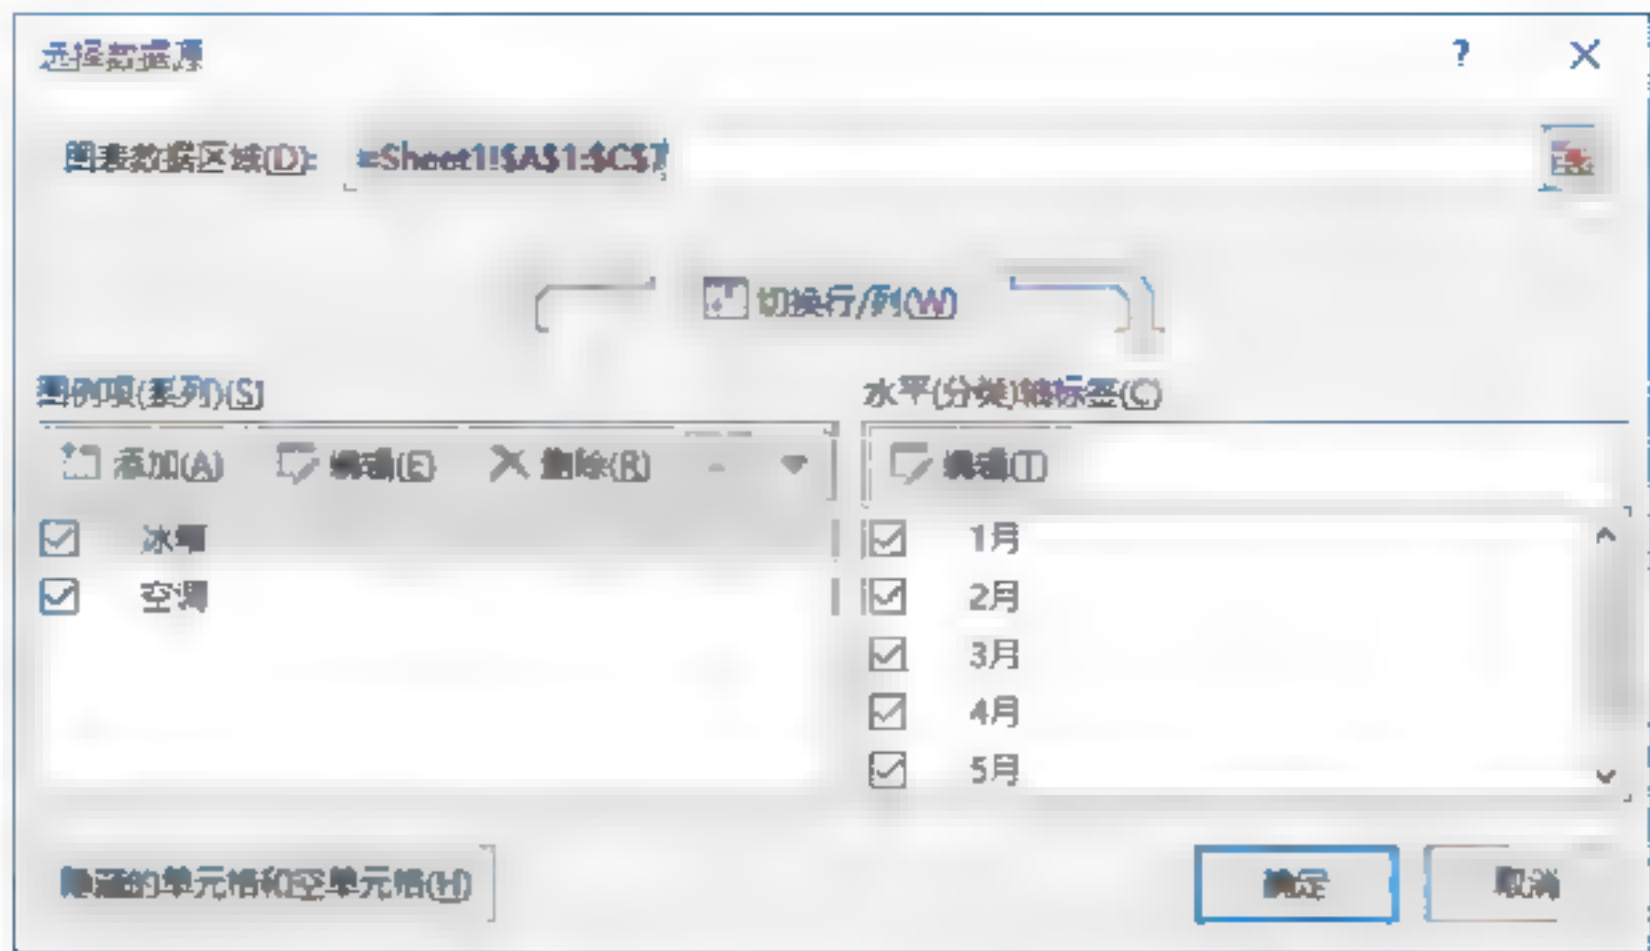 选择数据源 ?
图表数据区域(D): =Sheet1!$A$1:$C$7
切换行/列(W)
图例项(系列)(S)
添加(A) 编辑(E) 删除(R)
冰箱
空调
水平(分类)轴标签(C)
编辑(T)
1月
2月
3月
4月
5月
隐藏的单元格和空单元格(H)
确定 取消